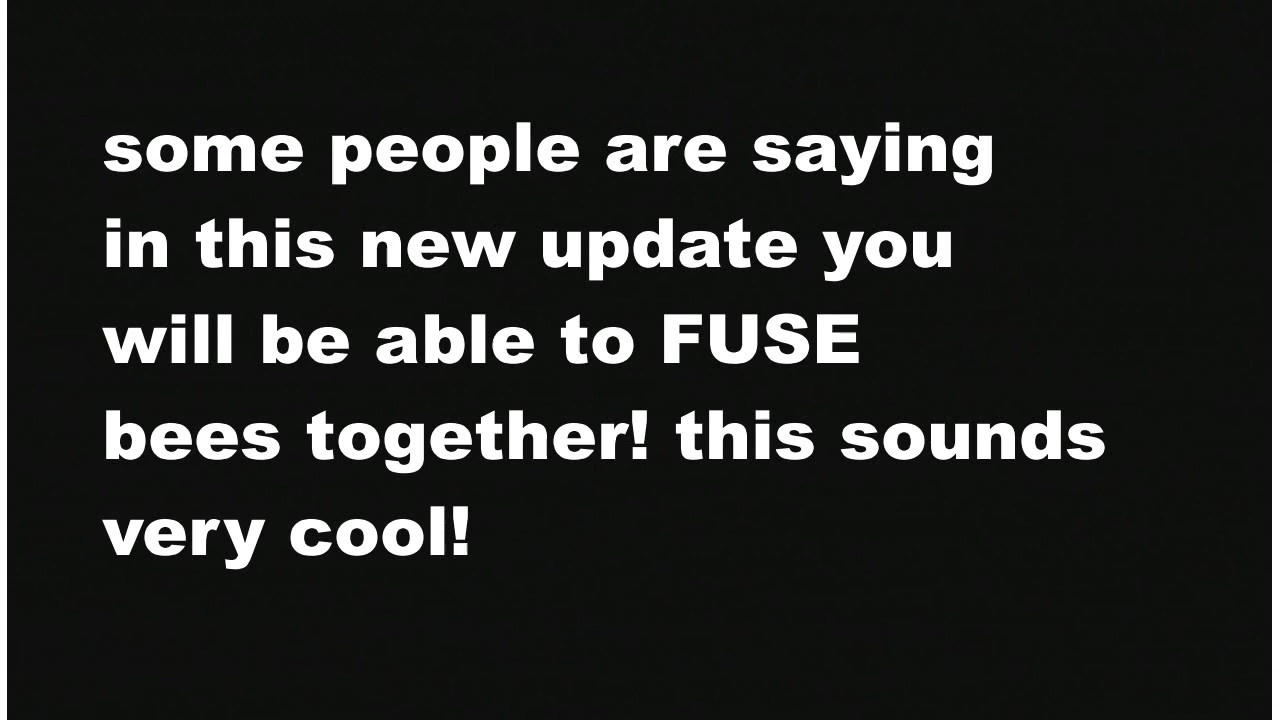 some people are saying
in this new update you
will be able to FUSE
bees together! this sounds
very cool!